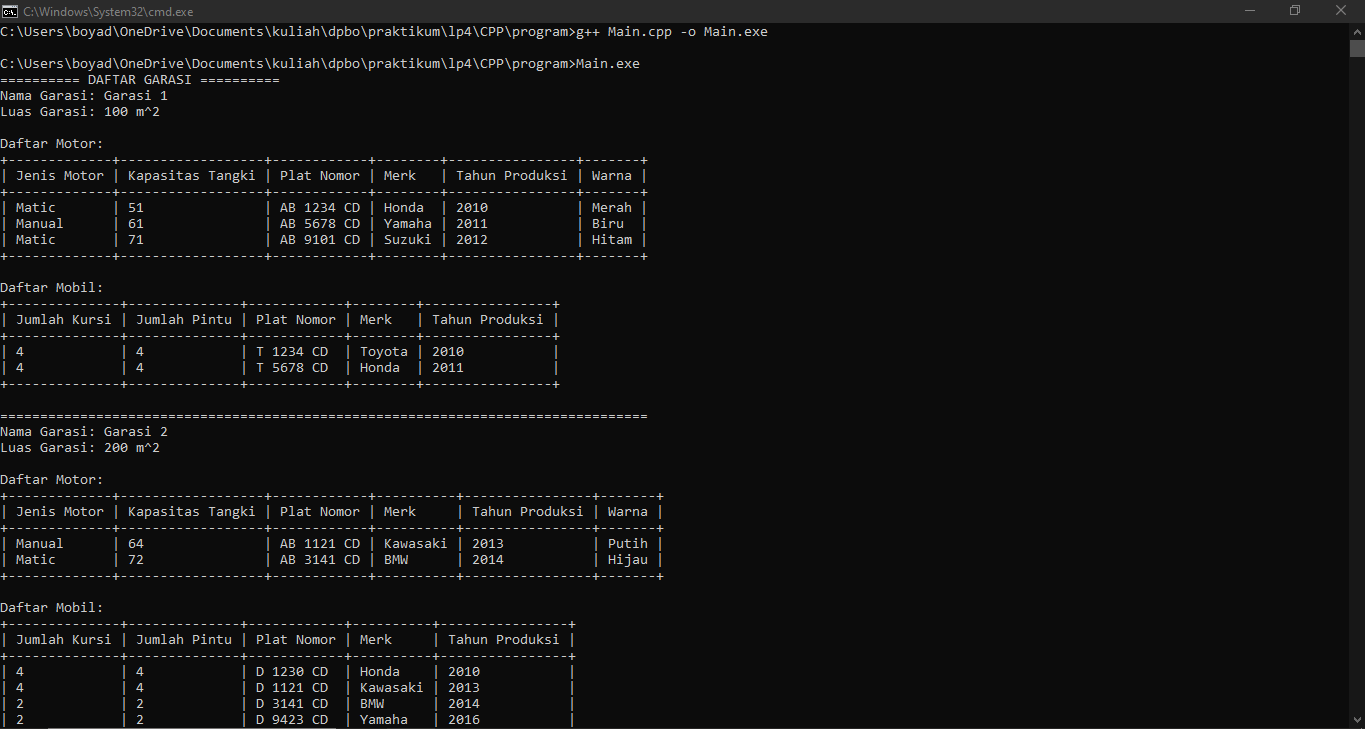 C:\Windows\System32\cmd.exe
C:\Users\boyad\OneDrive\Documents\kuliah\dpbo\praktikum\lp4\CPP\program>g++ Main.cpp -o Main.exe
C:\Users\boyad\OneDrive\Documents\kuliah\dpbo\praktikum\lp4\CPP\program>Main.exe
========== DAFTAR GARASI ==========
Nama Garasi: Garasi 1
Luas Garasi: 100 m^2
Daftar Motor:
+-------------+------------------+------------+--------+----------------+-------+
| Jenis Motor | Kapasitas Tangki | Plat Nomor | Merk   | Tahun Produksi | Warna |
+-------------+------------------+------------+--------+----------------+-------+
| Matic       | 51               | AB 1234 CD | Honda  | 2010           | Merah |
| Manual      | 61               | AB 5678 CD | Yamaha | 2011           | Biru  |
| Matic       | 71               | AB 9101 CD | Suzuki | 2012           | Hitam |
+-------------+------------------+------------+--------+----------------+-------+
Daftar Mobil:
+--------------+--------------+------------+--------+----------------+
| Jumlah Kursi | Jumlah Pintu | Plat Nomor | Merk   | Tahun Produksi |
+--------------+--------------+------------+--------+----------------+
| 4            | 4            | T 1234 CD  | Toyota | 2010           |
| 4            | 4            | T 5678 CD  | Honda  | 2011           |
+--------------+--------------+------------+--------+----------------+
=================================================================================
Nama Garasi: Garasi 2
Luas Garasi: 200 m^2
Daftar Motor:
+-------------+------------------+------------+----------+----------------+-------+
| Jenis Motor | Kapasitas Tangki | Plat Nomor | Merk     | Tahun Produksi | Warna |
+-------------+------------------+------------+----------+----------------+-------+
| Manual      | 64               | AB 1121 CD | Kawasaki | 2013           | Putih |
| Matic       | 72               | AB 3141 CD | BMW      | 2014           | Hijau |
+-------------+------------------+------------+----------+----------------+-------+
Daftar Mobil:
+--------------+--------------+------------+----------+----------------+
| Jumlah Kursi | Jumlah Pintu | Plat Nomor | Merk     | Tahun Produksi |
+--------------+--------------+------------+----------+----------------+
| 4            | 4            | D 1230 CD  | Honda    | 2010           |
| 4            | 4            | D 1121 CD  | Kawasaki | 2013           |
| 2            | 2            | D 3141 CD  | BMW      | 2014           |
| 2            | 2            | D 9423 CD  | Yamaha   | 2016           |